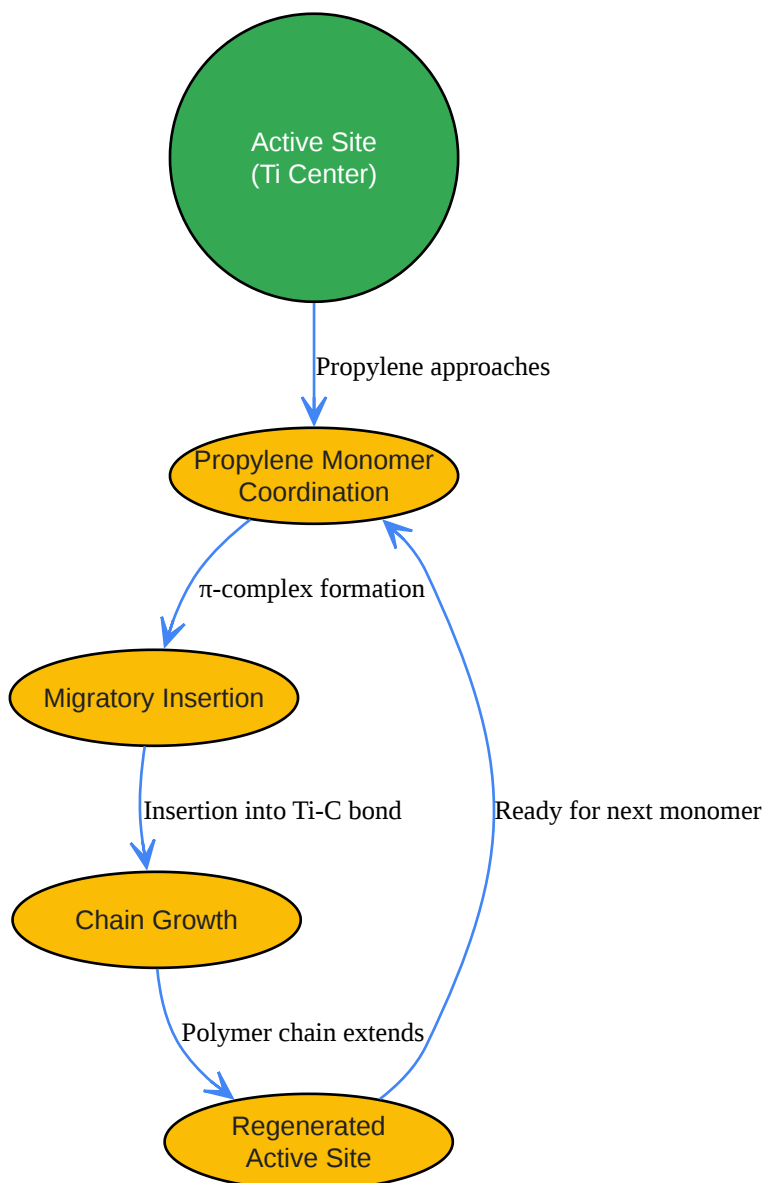 Active Site
(Ti Center)
Propylene approaches
Propylene Monomer
Coordination
π-complex formation
Migratory Insertion
Insertion into Ti-C bond
Ready for next monomer
Chain Growth
Polymer chain extends
Regenerated
Active Site